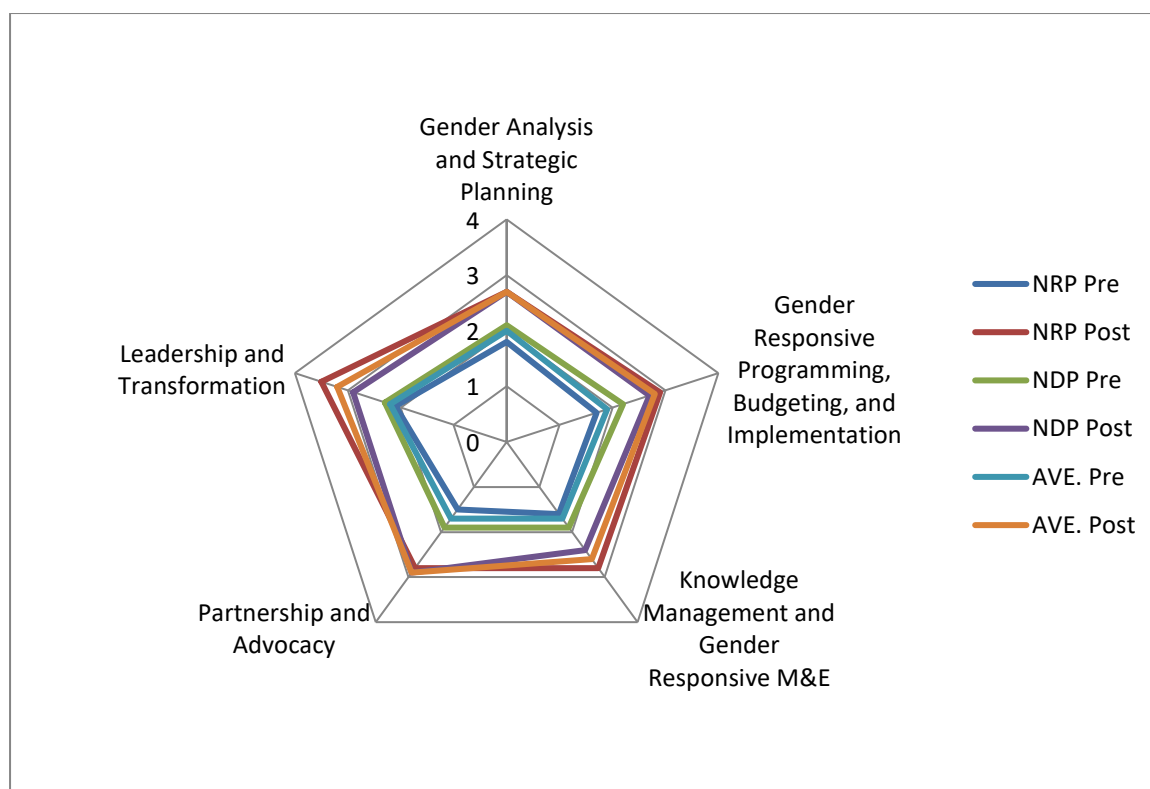 Gender Analysis
and Strategic
Planning
4
3
2
1
0
Gender
Responsive
Programming,
Budgeting, and
Implementation
Knowledge
Management and
Gender
Responsive M&E
Partnership and
Advocacy
Leadership and
Transformation
NRP Pre
NRP Post
NDP Pre
NDP Post
AVE. Pre
AVE. Post